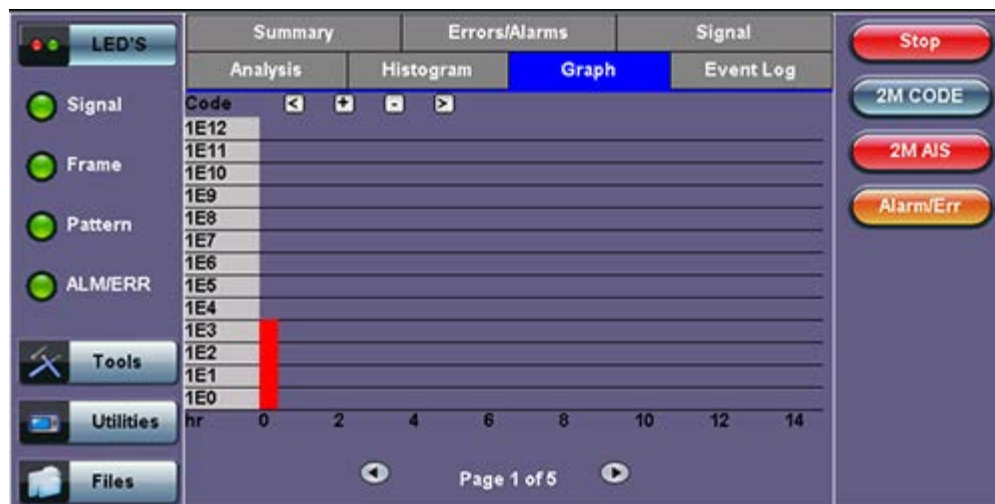 LED'S
Signal
Frame
Pattern
ALM/ERR
Tools
Utilities
Files
Summary Errors/Alarms Signal
Analysis Histogram Graph Event Log
Code < + - >
1E12
1E11
1E10
1E9
1E8
1E7
1E6
1E5
1E4
1E3
1E2
1E1
1E0
hr 0 2 4 6 8 10 12 14
Page 1 of 5
Stop
2M CODE
2M AIS
Alarm/Err